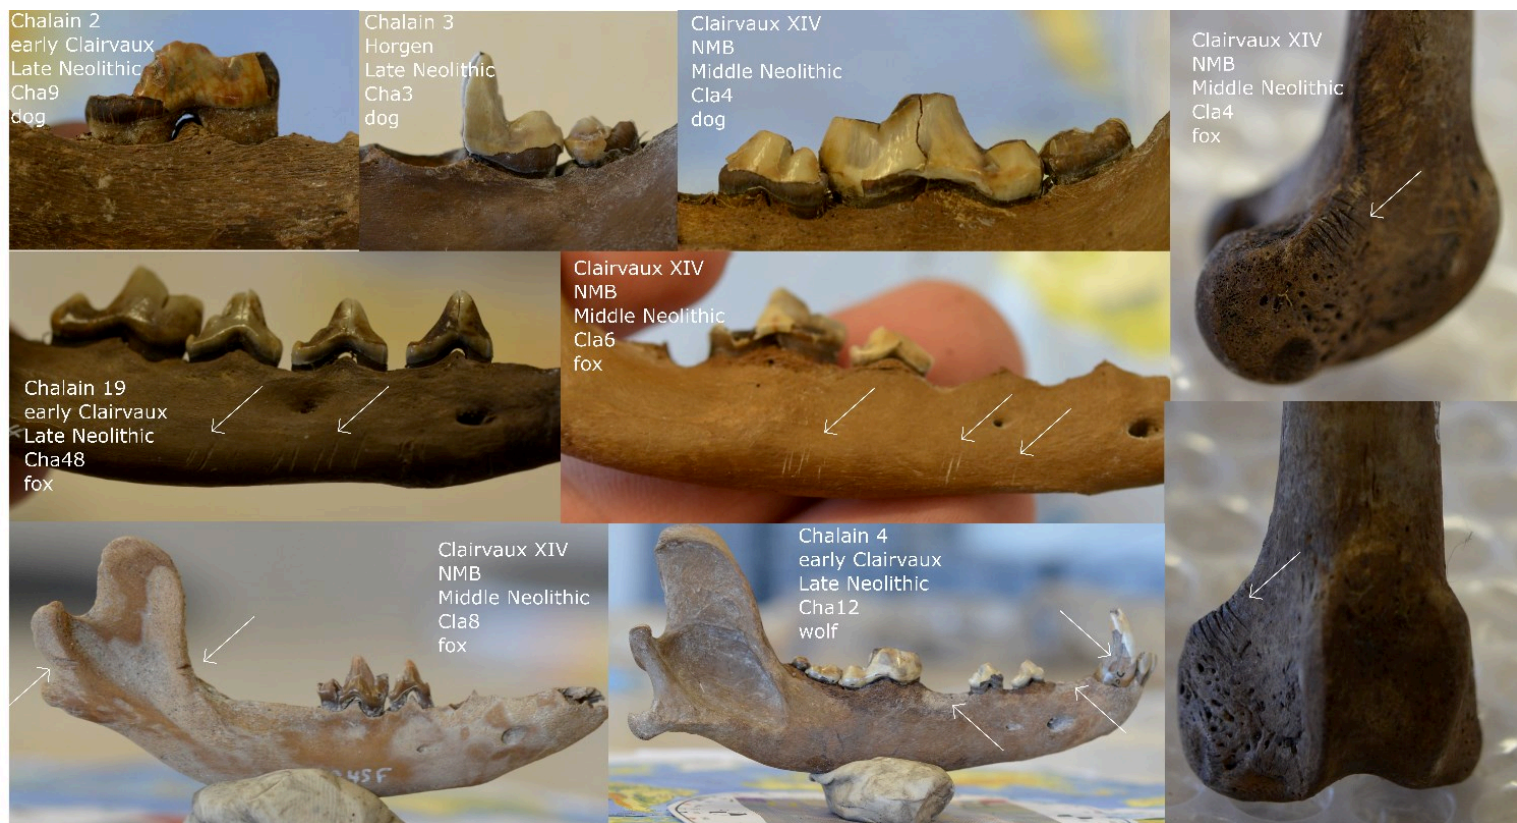 Chalain 2
early Clairvaux
Late Neolithic
Cha9
dog
Chalain 3
Horgen
Late Neolithic
Cha3
dog
Clairvaux XIV
NMB
Middle Neolithic
Cla4
dog
Clairvaux XIV
NMB
Middle Neolithic
Cla4
fox
Chalain 19
early Clairvaux
Late Neolithic
Cha48
fox
Clairvaux XIV
NMB
Middle Neolithic
Cla6
fox
Clairvaux XIV
NMB
Middle Neolithic
Cla8
fox
Chalain 4
early Clairvaux
Late Neolithic
Cha12
wolf